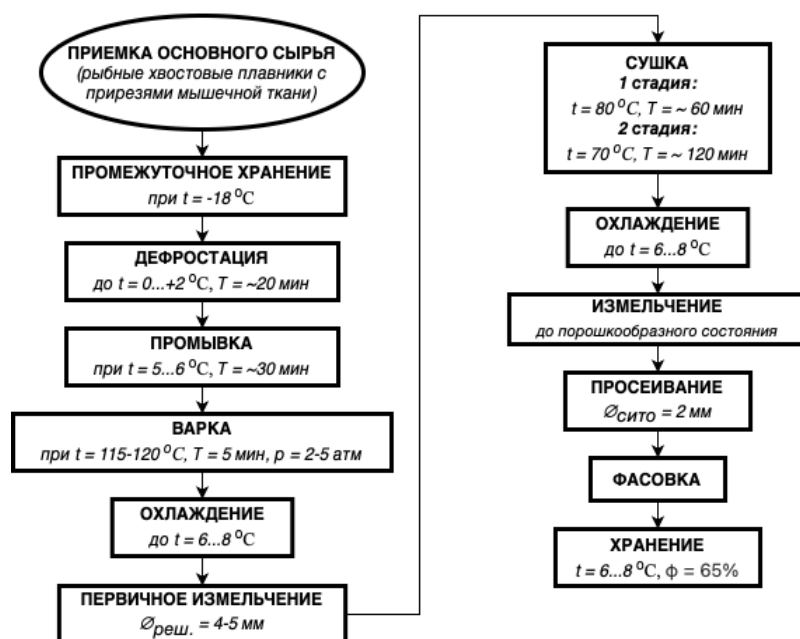 ПРИЕМКА ОСНОВНОГО СЫРЬЯ
(рыбные хвостовые плавники с
прирезями мышечной ткани)
ПРОМЕЖУТОЧНОЕ ХРАНЕНИЕ
при t = -18 °C
ДЕФРОСТАЦИЯ
до t = 0...+2 °C, T = ~20 мин
ПРОМЫВКА
при t = 5...6 °C, T = ~30 мин
ВАРКА
при t = 115-120 °C, T = 5 мин, p = 2-5 атм
ОХЛАЖДЕНИЕ
до t = 6...8 °C
ПЕРВИЧНОЕ ИЗМЕЛЬЧЕНИЕ
∅реш. = 4-5 мм
СУШКА
1 стадия:
t = 80 °C, T = ~ 60 мин
2 стадия:
t = 70 °C, T = ~ 120 мин
ОХЛАЖДЕНИЕ
до t = 6...8 °C
ИЗМЕЛЬЧЕНИЕ
до порошкообразного состояния
ПРОСЕИВАНИЕ
∅сито = 2 мм
ФАСОВКА
ХРАНЕНИЕ
t = 6...8 °C, ϕ = 65%